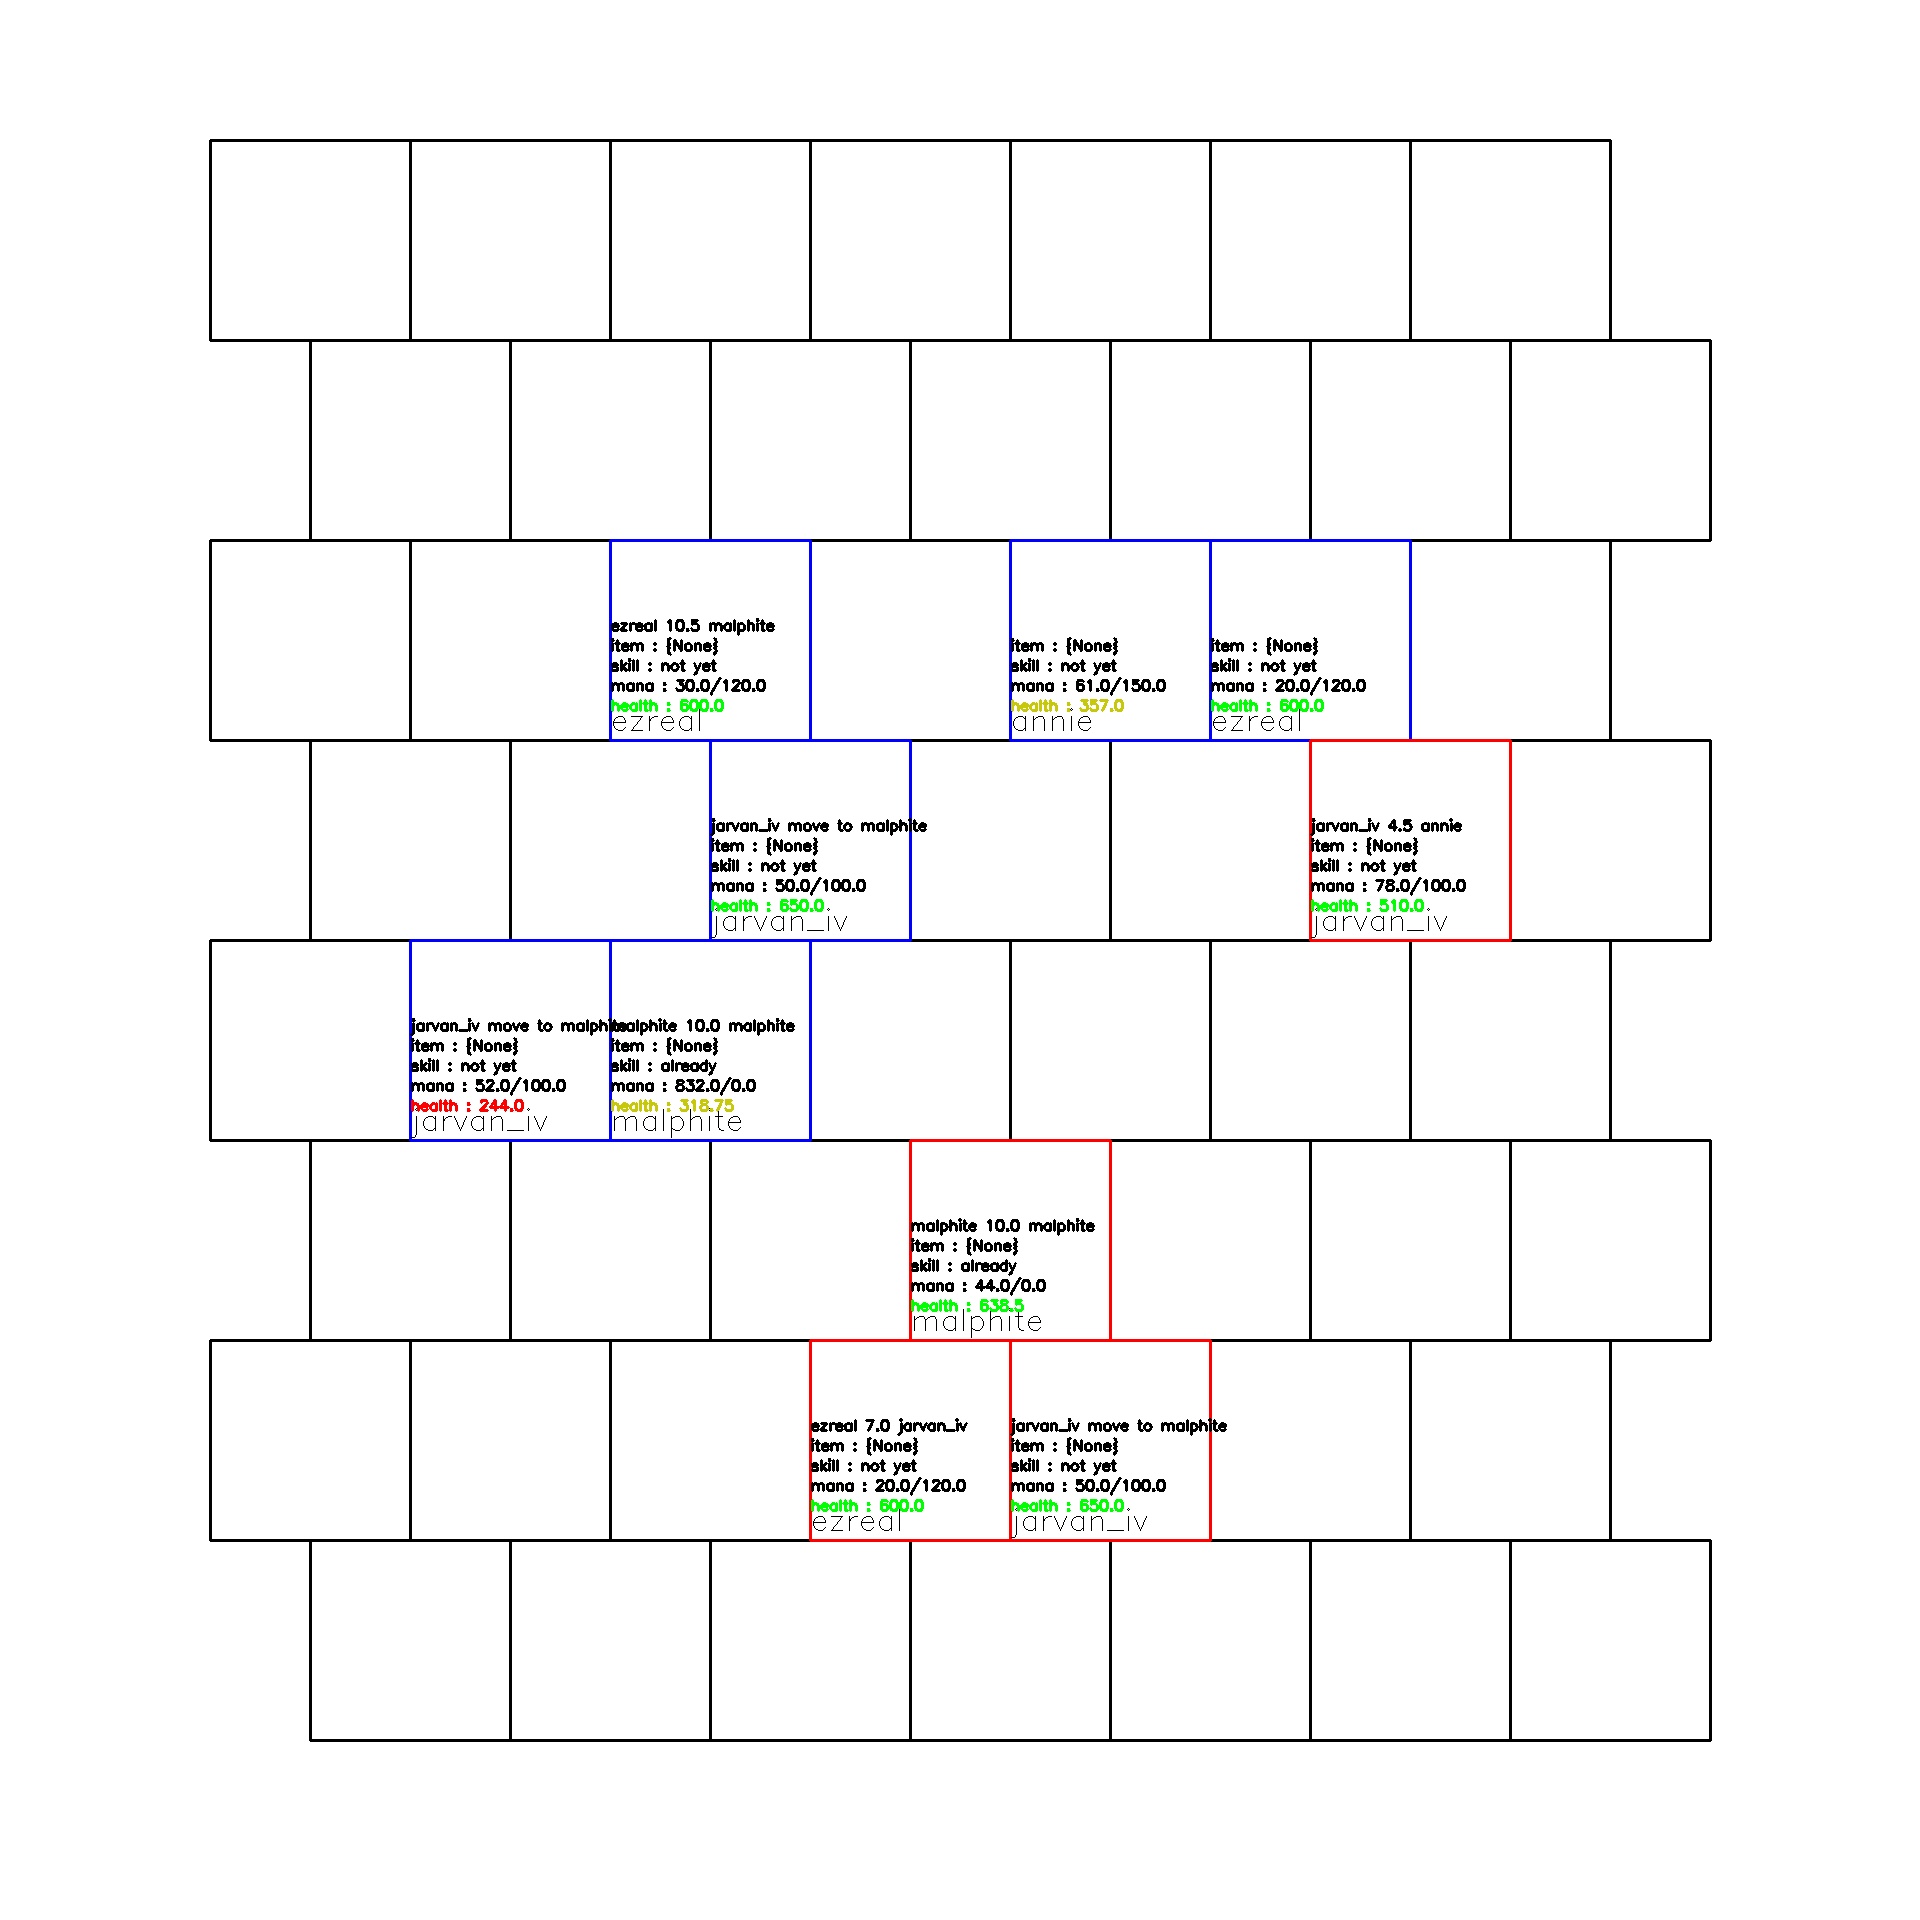 ezreal 10.5 malphite
item : {None}
skill : not yet
mana : 30.0/120.0
health : 600.0
ezreal
item : {None}
skill : not yet
mana : 61.0/150.0
health : 357.0
annie
item : {None}
skill : not yet
mana : 20.0/120.0
health : 600.0
ezreal
jarvan_iv move to malphite
item : {None}
skill : not yet
mana : 50.0/100.0
health : 650.0
jarvan_iv
jarvan_iv 4.5 annie
item : {None}
skill : not yet
mana : 78.0/100.0
health : 510.0
jarvan_iv
jarvan_iv move to malphite
item : {None}
skill : not yet
mana : 52.0/100.0
health : 244.0
jarvan_iv
malphite 10.0 malphite
item : {None}
skill : already
mana : 832.0/0.0
health : 318.75
malphite
malphite 10.0 malphite
item : {None}
skill : already
mana : 44.0/0.0
health : 638.5
malphite
ezreal 7.0 jarvan_iv
item : {None}
skill : not yet
mana : 20.0/120.0
health : 600.0
ezreal
jarvan_iv move to malphite
item : {None}
skill : not yet
mana : 50.0/100.0
health : 650.0
jarvan_iv